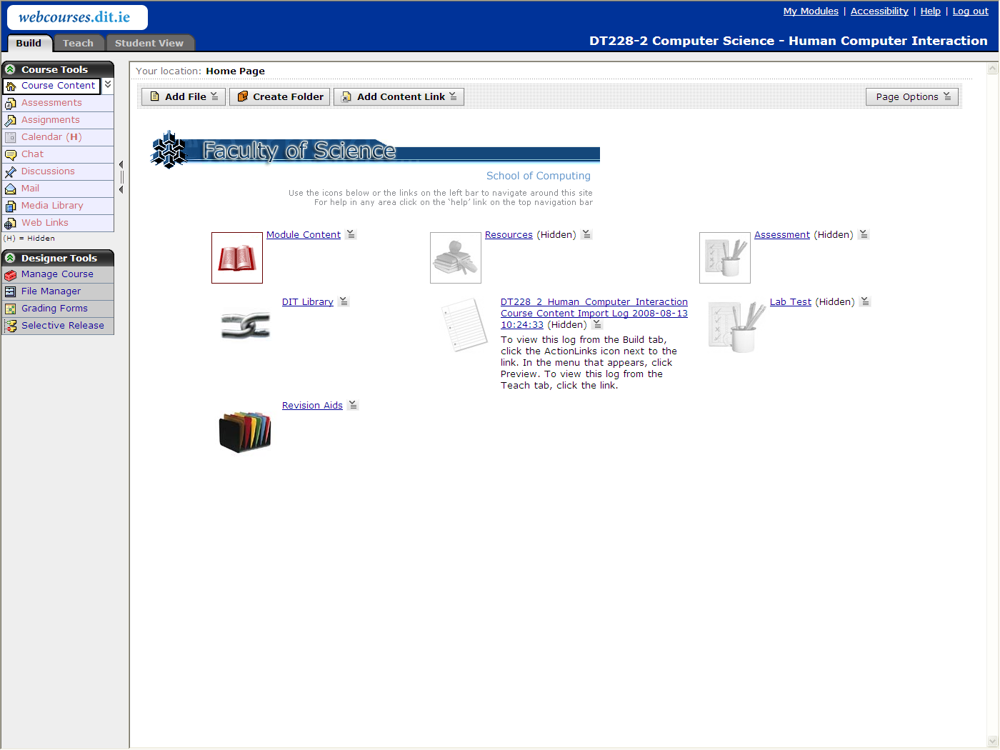 webcourses.dit.ie
My Modules | Accessibility | Help | Log out
Build
Teach
Student View
DT228-2 Computer Science - Human Computer Interaction
Course Tools
Course Content
Assessments
Assignments
Calendar (H)
Chat
Discussions
Mail
Media Library
Web Links
(H) = Hidden
Designer Tools
Manage Course
File Manager
Grading Forms
Selective Release
Your location: Home Page
Add File
Create Folder
Add Content Link
Page Options
Faculty of Science
School of Computing
Use the icons below or the links on the left bar to navigate around this site
For help in any area click on the 'help' link on the top navigation bar
Module Content
Resources (Hidden)
Assessment (Hidden)
DIT Library
DT228 2 Human Computer Interaction
Course Content Import Log 2008-08-13
10:24:33 (Hidden)
To view this log from the Build tab,
click the ActionLinks icon next to the
link. In the menu that appears, click
Preview. To view this log from the
Teach tab, click the link.
Lab Test (Hidden)
Revision Aids